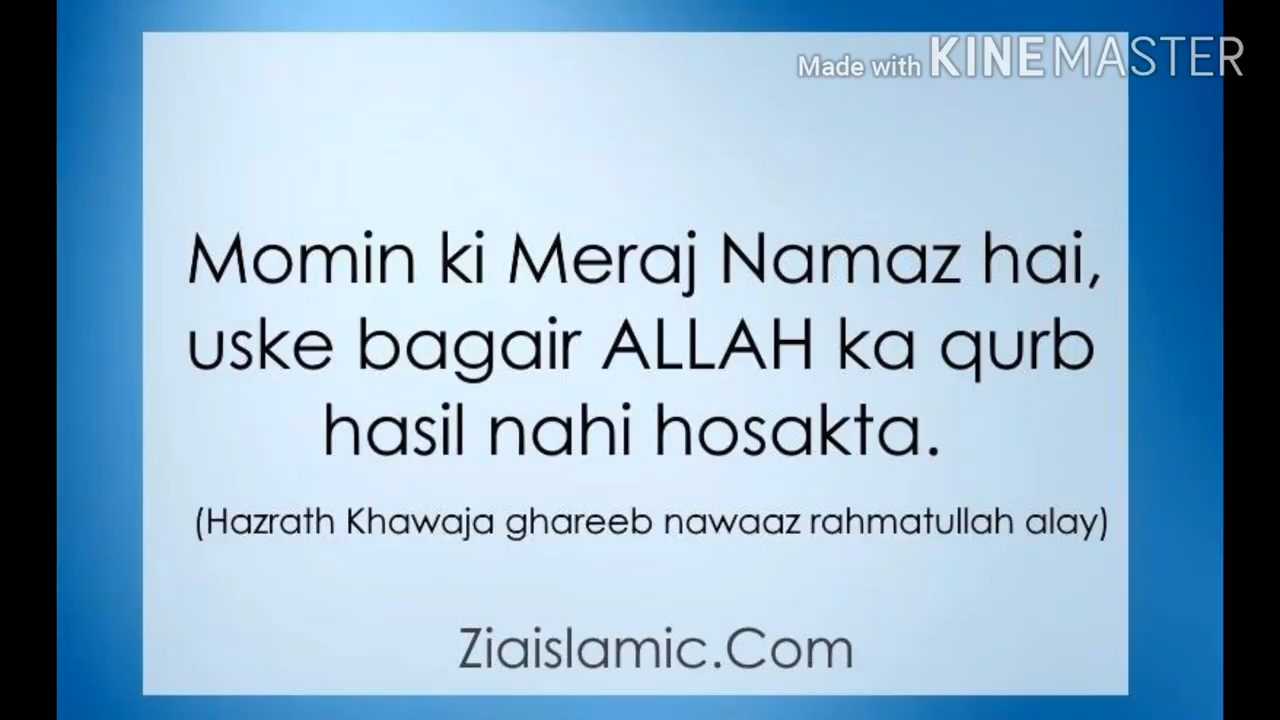 Made with KINEMASTER
Momin ki Meraj Namaz hai,
uske bagair ALLAH ka qurb
hasil nahi hosakta.
(Hazrath Khawaja ghareeb nawaaz rahmatullah alay)
Ziaislamic.Com